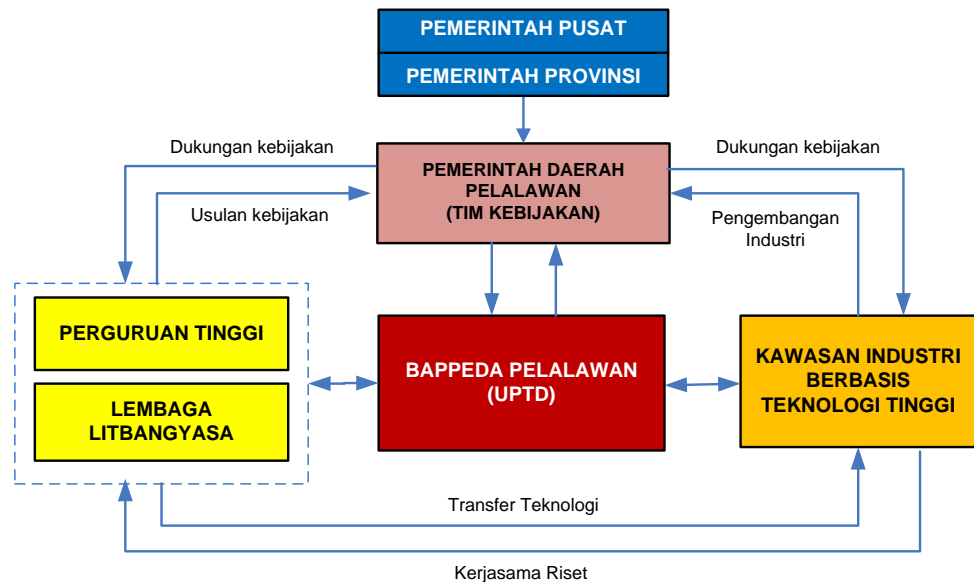 PEMERINTAH PUSAT
PEMERINTAH PROVINSI
Dukungan kebijakan
PEMERINTAH DAERAH
PELALAWAN
(TIM KEBIJAKAN)
Dukungan kebijakan
Usulan kebijakan
Pengembangan
Industri
PERGURUAN TINGGI
LEMBAGA
LITBANGYASA
BAPPEDA PELALAWAN
(UPTD)
KAWASAN INDUSTRI
BERBASIS
TEKNOLOGI TINGGI
Transfer Teknologi
Kerjasama Riset